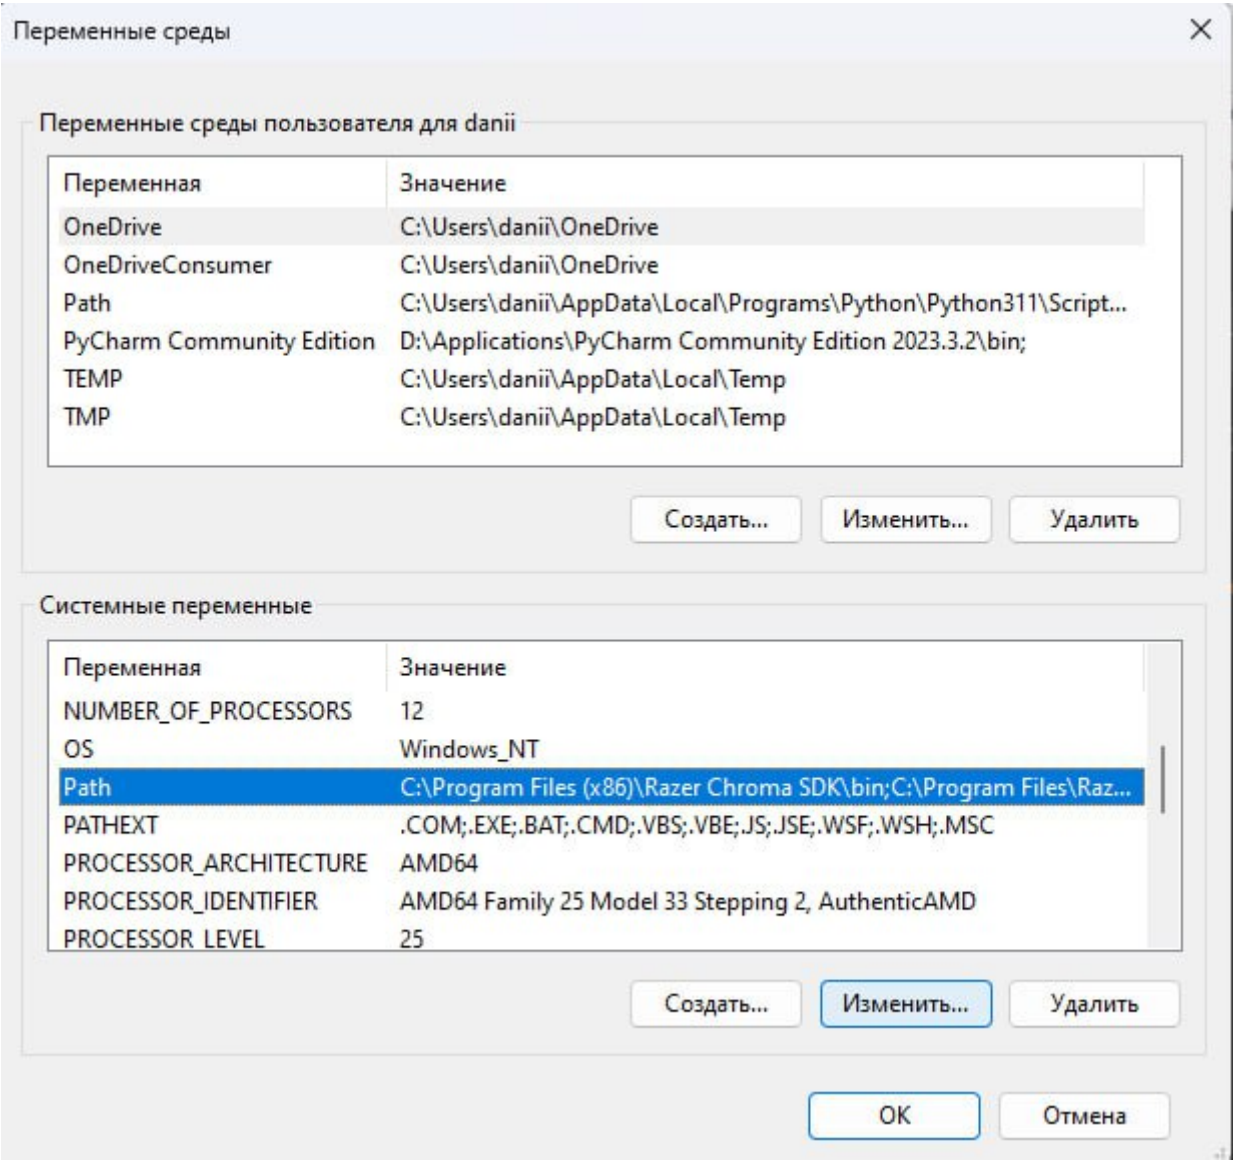 Переменные среды
Переменные среды пользователя для danii
Переменная Значение
OneDrive C:\Users\danii\OneDrive
OneDriveConsumer C:\Users\danii\OneDrive
Path C:\Users\danii\AppData\Local\Programs\Python\Python311\Script...
PyCharm Community Edition D:\Applications\PyCharm Community Edition 2023.3.2\bin;
TEMP C:\Users\danii\AppData\Local\Temp
TMP C:\Users\danii\AppData\Local\Temp
Создать... Изменить... Удалить
Системные переменные
Переменная Значение
NUMBER_OF_PROCESSORS 12
OS Windows_NT
Path C:\Program Files (x86)\Razer Chroma SDK\bin;C:\Program Files\Raz...
PATHEXT .COM;.EXE;.BAT;.CMD;.VBS;.VBE;.JS;.JSE;.WSF;.WSH;.MSC
PROCESSOR_ARCHITECTURE AMD64
PROCESSOR_IDENTIFIER AMD64 Family 25 Model 33 Stepping 2, AuthenticAMD
PROCESSOR_LEVEL 25
Создать... Изменить... Удалить
OK Отмена